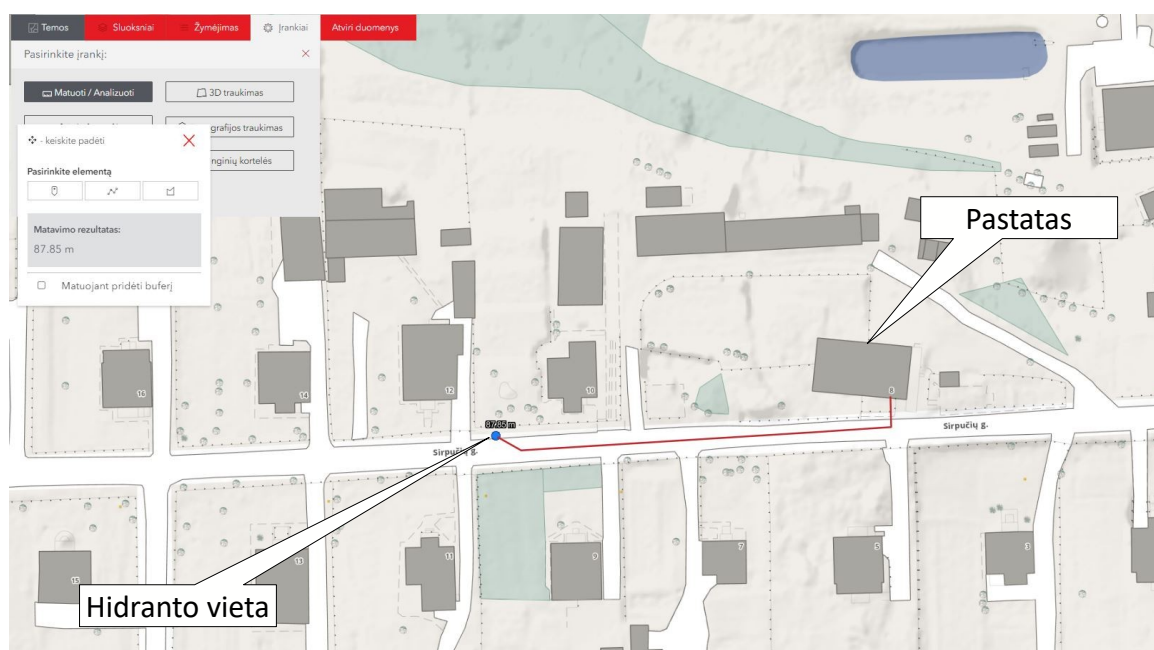 Temos
Sluoksniai
Žymėjimas
Įrankiai
Atviri duomenys
Pasirinkite įrankį:
Matuoti / Analizuoti
3D traukimas
grafijos traukimas
nginių kortelės
- keiskite padėti
Pasirinkite elementą
Matavimo rezultatas:
87.85 m
Matuojant pridėti buferį
Pastatas
16
14
12
10
8
87.85 m
Sirpučių g.
Sirpučių g.
15
13
11
9
7
5
3
Hidranto vieta